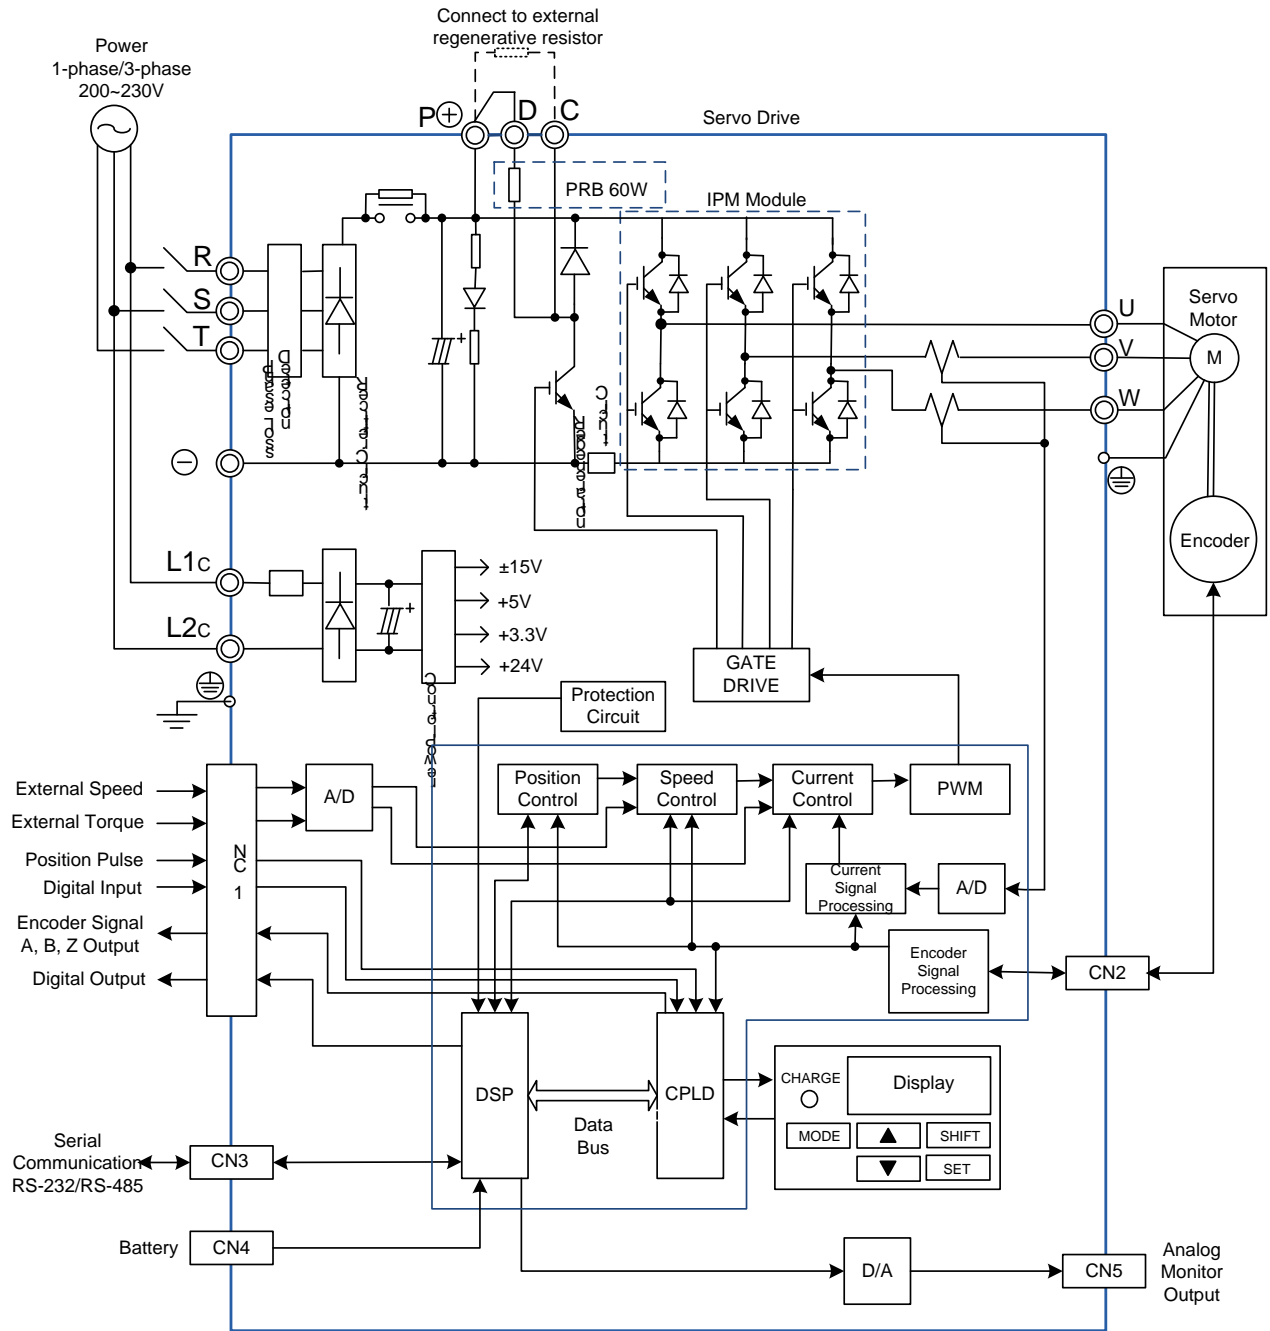 Connect to external
regenerative resistor
Power
1-phase/3-phase
200~230V
P
D
C
Servo Drive
PRB 60W
IPM Module
R
S
T
U
V
W
Servo
Motor
M
Encoder
L1c
L2c
±15V
+5V
+3.3V
+24V
GATE
DRIVE
Protection
Circuit
External Speed
External Torque
Position Pulse
Digital Input
Encoder Signal
A, B, Z Output
Digital Output
NC
1
A/D
Position
Control
Speed
Control
Current
Control
PWM
Current
Signal
Processing
A/D
Encoder
Signal
Processing
CN2
DSP
Data
Bus
CPLD
CHARGE
Display
MODE
SHIFT
SET
Serial
Communication
RS-232/RS-485
CN3
Battery
CN4
D/A
CN5
Analog
Monitor
Output